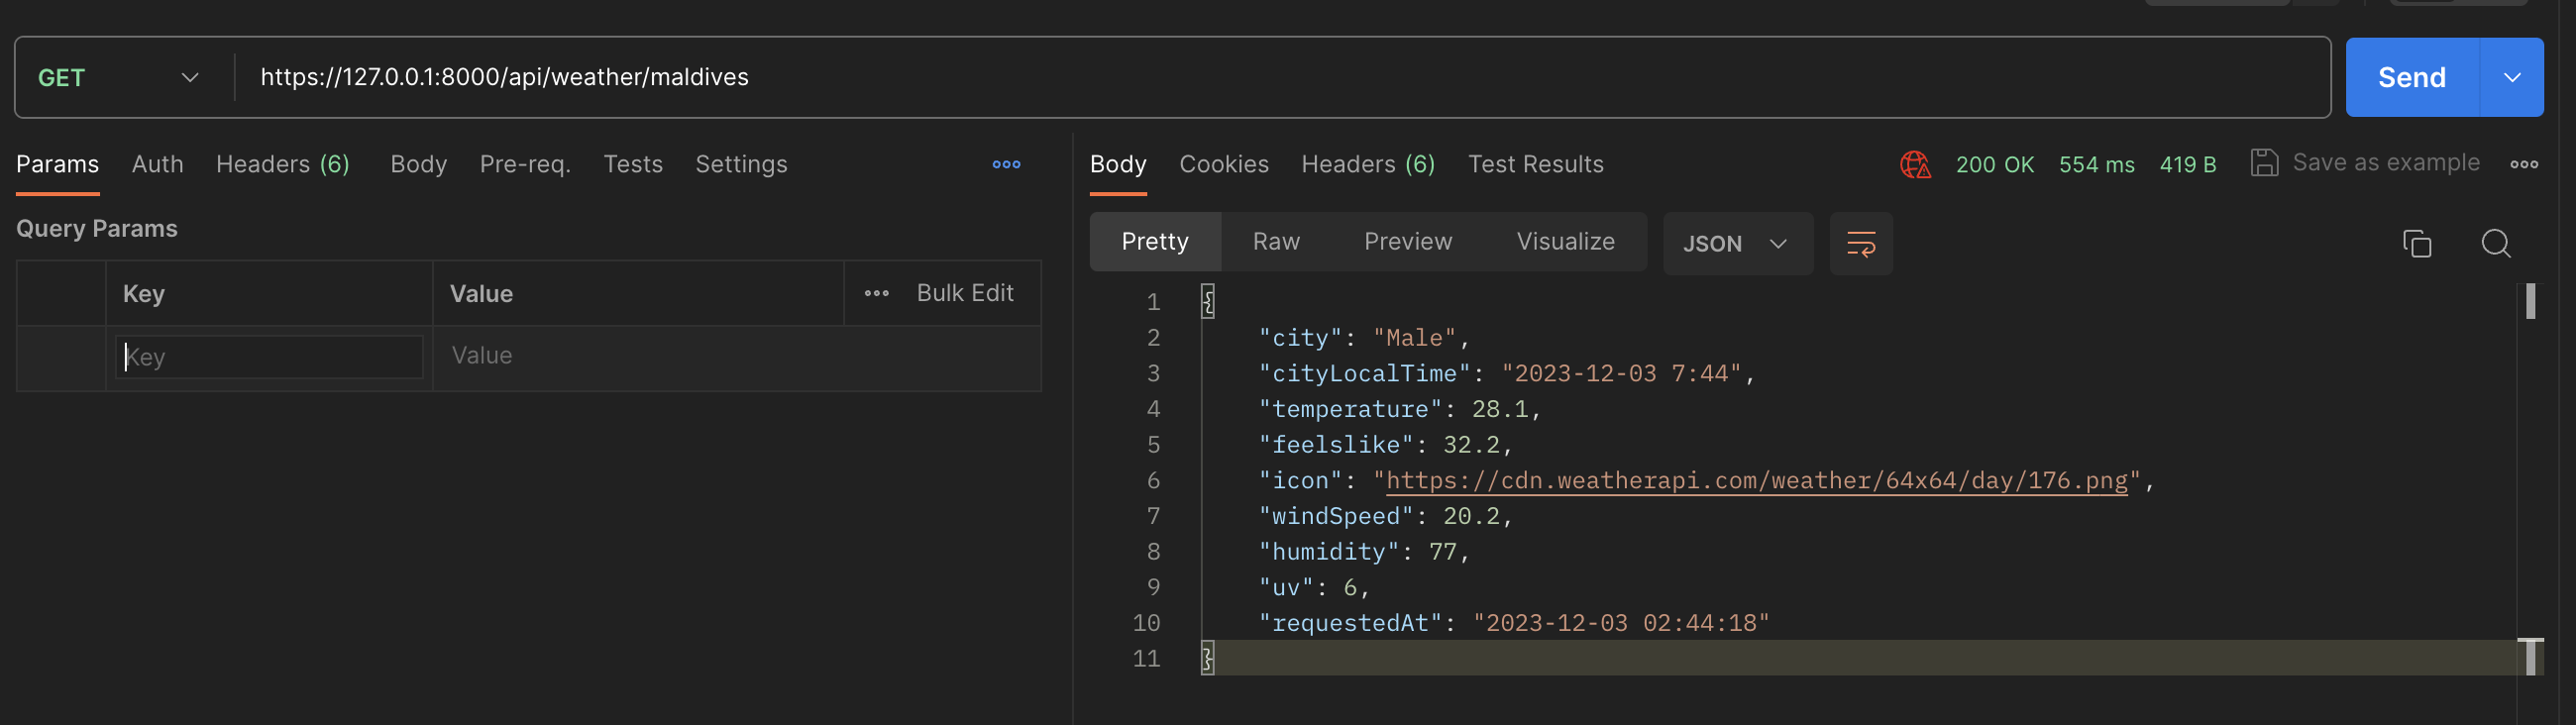 GET https://127.0.0.1:8000/api/weather/maldives Send
Params Auth Headers (6) Body Pre-req. Tests Settings
Query Params
Key Value Bulk Edit
Key Value
Body Cookies Headers (6) Test Results 200 OK 554 ms 419 B Save as example
Pretty Raw Preview Visualize JSON
1 {
2 "city": "Male",
3 "cityLocalTime": "2023-12-03 7:44",
4 "temperature": 28.1,
5 "feelslike": 32.2,
6 "icon": "https://cdn.weatherapi.com/weather/64x64/day/176.png",
7 "windSpeed": 20.2,
8 "humidity": 77,
9 "uv": 6,
10 "requestedAt": "2023-12-03 02:44:18"
11 }